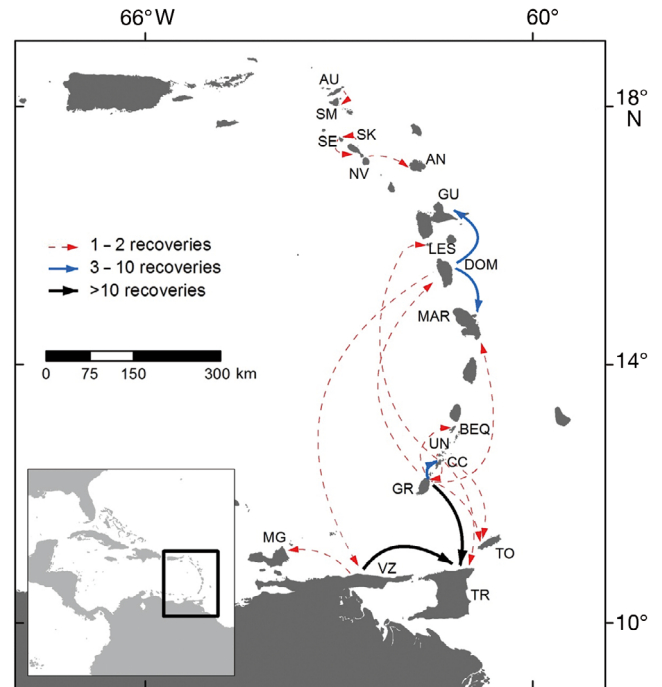 66°W 60°
18°
N
AU
SM
SK
SE
NV
AN
GU
1 – 2 recoveries
3 – 10 recoveries
>10 recoveries
LES
DOM
MAR
0 75 150 300 km
14°
BEQ
UN
CC
GR
MG
TO
VZ
TR
10°